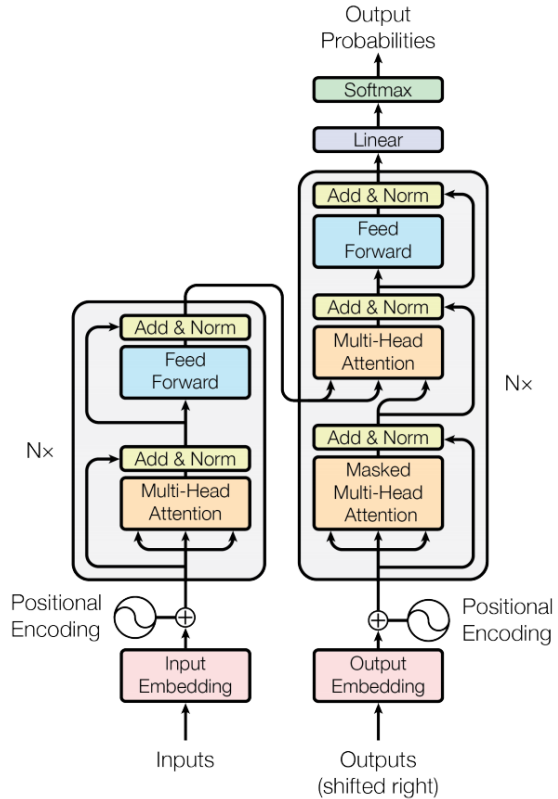 Output
Probabilities
Softmax
Linear
Add & Norm
Feed
Forward
Add & Norm
Multi-Head
Attention
Add & Norm
Masked
Multi-Head
Attention
N×
Add & Norm
Feed
Forward
Add & Norm
Multi-Head
Attention
N×
Positional
Encoding
Positional
Encoding
Input
Embedding
Output
Embedding
Inputs
Outputs
(shifted right)